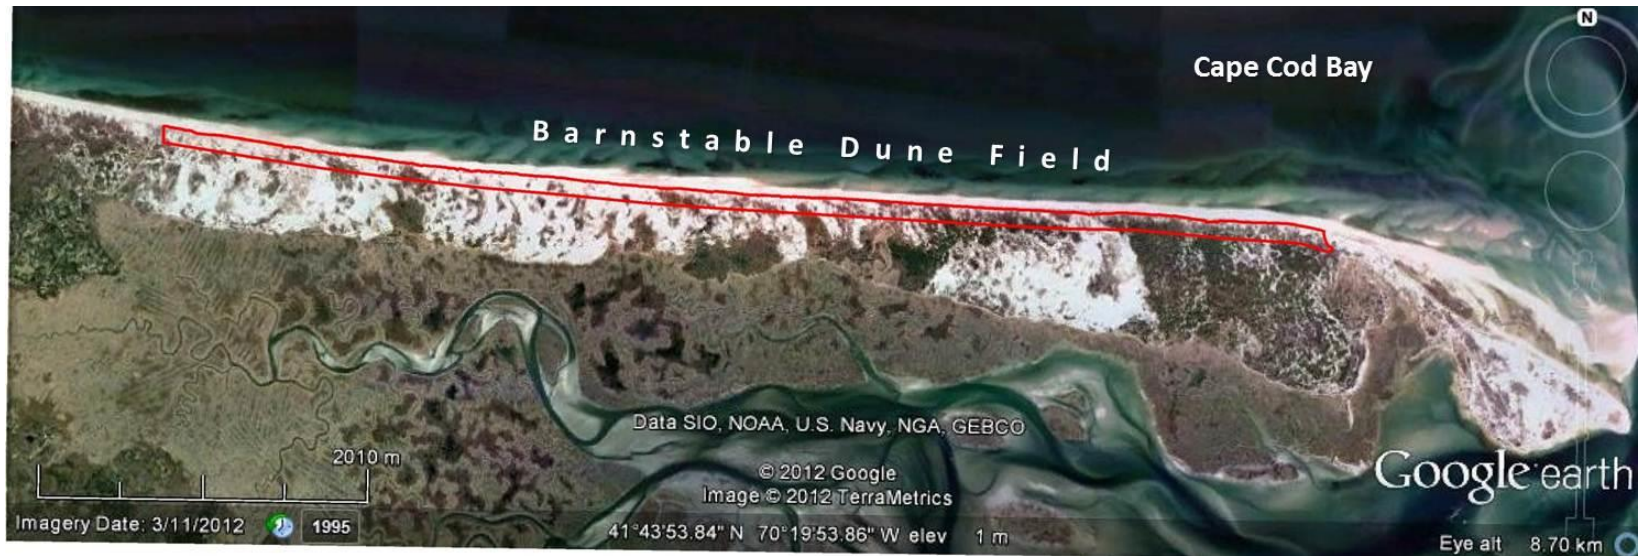 N
Cape Cod Bay
Barnstable Dune Field
Data SIO, NOAA, U.S. Navy, NGA, GEBCO
2010 m
© 2012 Google
Image © 2012 TerraMetrics
Google earth
Imagery Date: 3/11/2012 1995
41°43'53.84" N 70°19'53.86" W elev 1 m
Eye alt 8.70 km